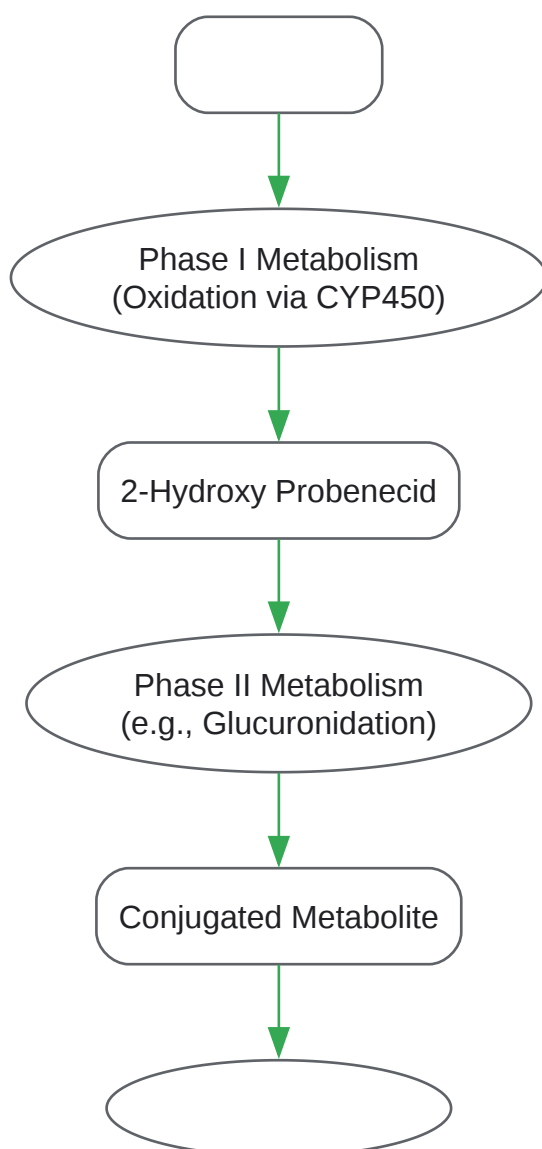 Phase I Metabolism
(Oxidation via CYP450)
2-Hydroxy Probenecid
Phase II Metabolism
(e.g., Glucuronidation)
Conjugated Metabolite